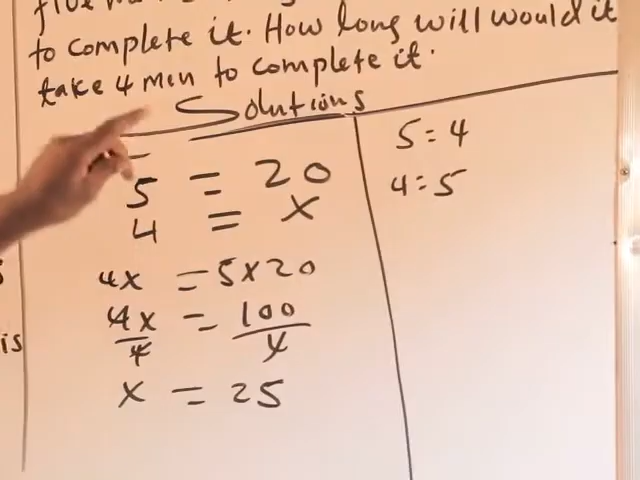 to complete it. How long will would it
take 4 men to complete it.
Solutions
5 = 20
4 = x
4x = 5x20
4x = 100
4 4
x = 25
5 = 4
4 = 5
is